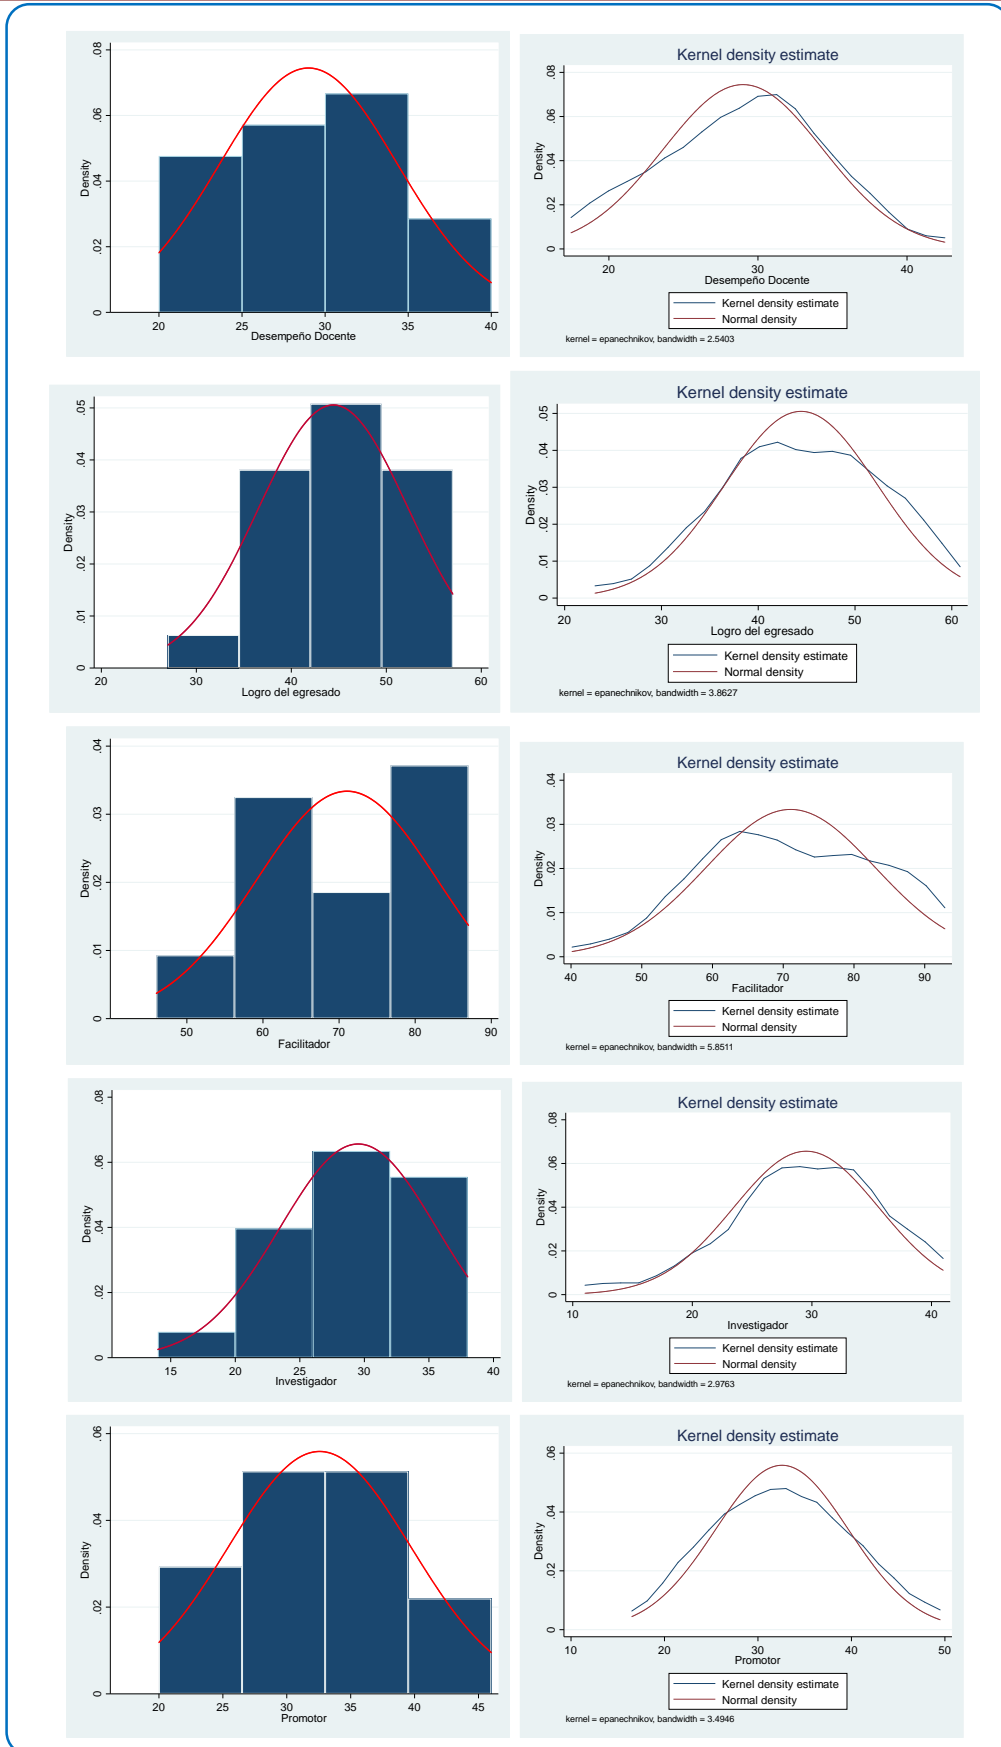 .08
.06
.04
.02
0
Density
20 25 30 35 40
Desempeño Docente
Kernel density estimate
.08
.06
.04
.02
0
Density
20 30 40
Desempeño Docente
Kernel density estimate
Normal density
kernel = epanechnikov, bandwidth = 2.5403
.05
.04
.03
.02
.01
0
Density
20 30 40 50 60
Logro del egresado
Kernel density estimate
.05
.04
.03
.02
.01
0
Density
20 30 40 50 60
Logro del egresado
Kernel density estimate
Normal density
kernel = epanechnikov, bandwidth = 3.8627
.04
.03
.02
.01
0
Density
50 60 70 80 90
Facilitador
Kernel density estimate
.04
.03
.02
.01
0
Density
40 50 60 70 80 90
Facilitador
Kernel density estimate
Normal density
kernel = epanechnikov, bandwidth = 5.8511
.08
.06
.04
.02
0
Density
15 20 25 30 35 40
Investigador
Kernel density estimate
.08
.06
.04
.02
0
Density
10 20 30 40
Investigador
Kernel density estimate
Normal density
kernel = epanechnikov, bandwidth = 2.9763
.06
.04
.02
0
Density
20 25 30 35 40 45
Promotor
Kernel density estimate
.06
.04
.02
0
Density
10 20 30 40 50
Promotor
Kernel density estimate
Normal density
kernel = epanechnikov, bandwidth = 3.4946